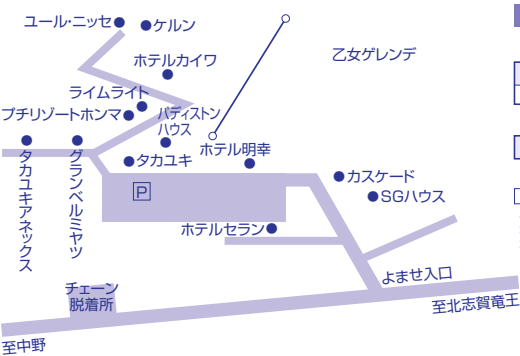 ユール・ニッセ
ケルン
ホテルカイワ
乙女ゲレンデ
ライムライト
プチリゾートホンマ
バディストン
ハウス
タカユキ
ホテル明幸
タカユキアネックス
グランベルミヤツ
P
カスケード
SGハウス
ホテルセラン
よませ入口
チェーン
脱着所
至北志賀竜王
至中野